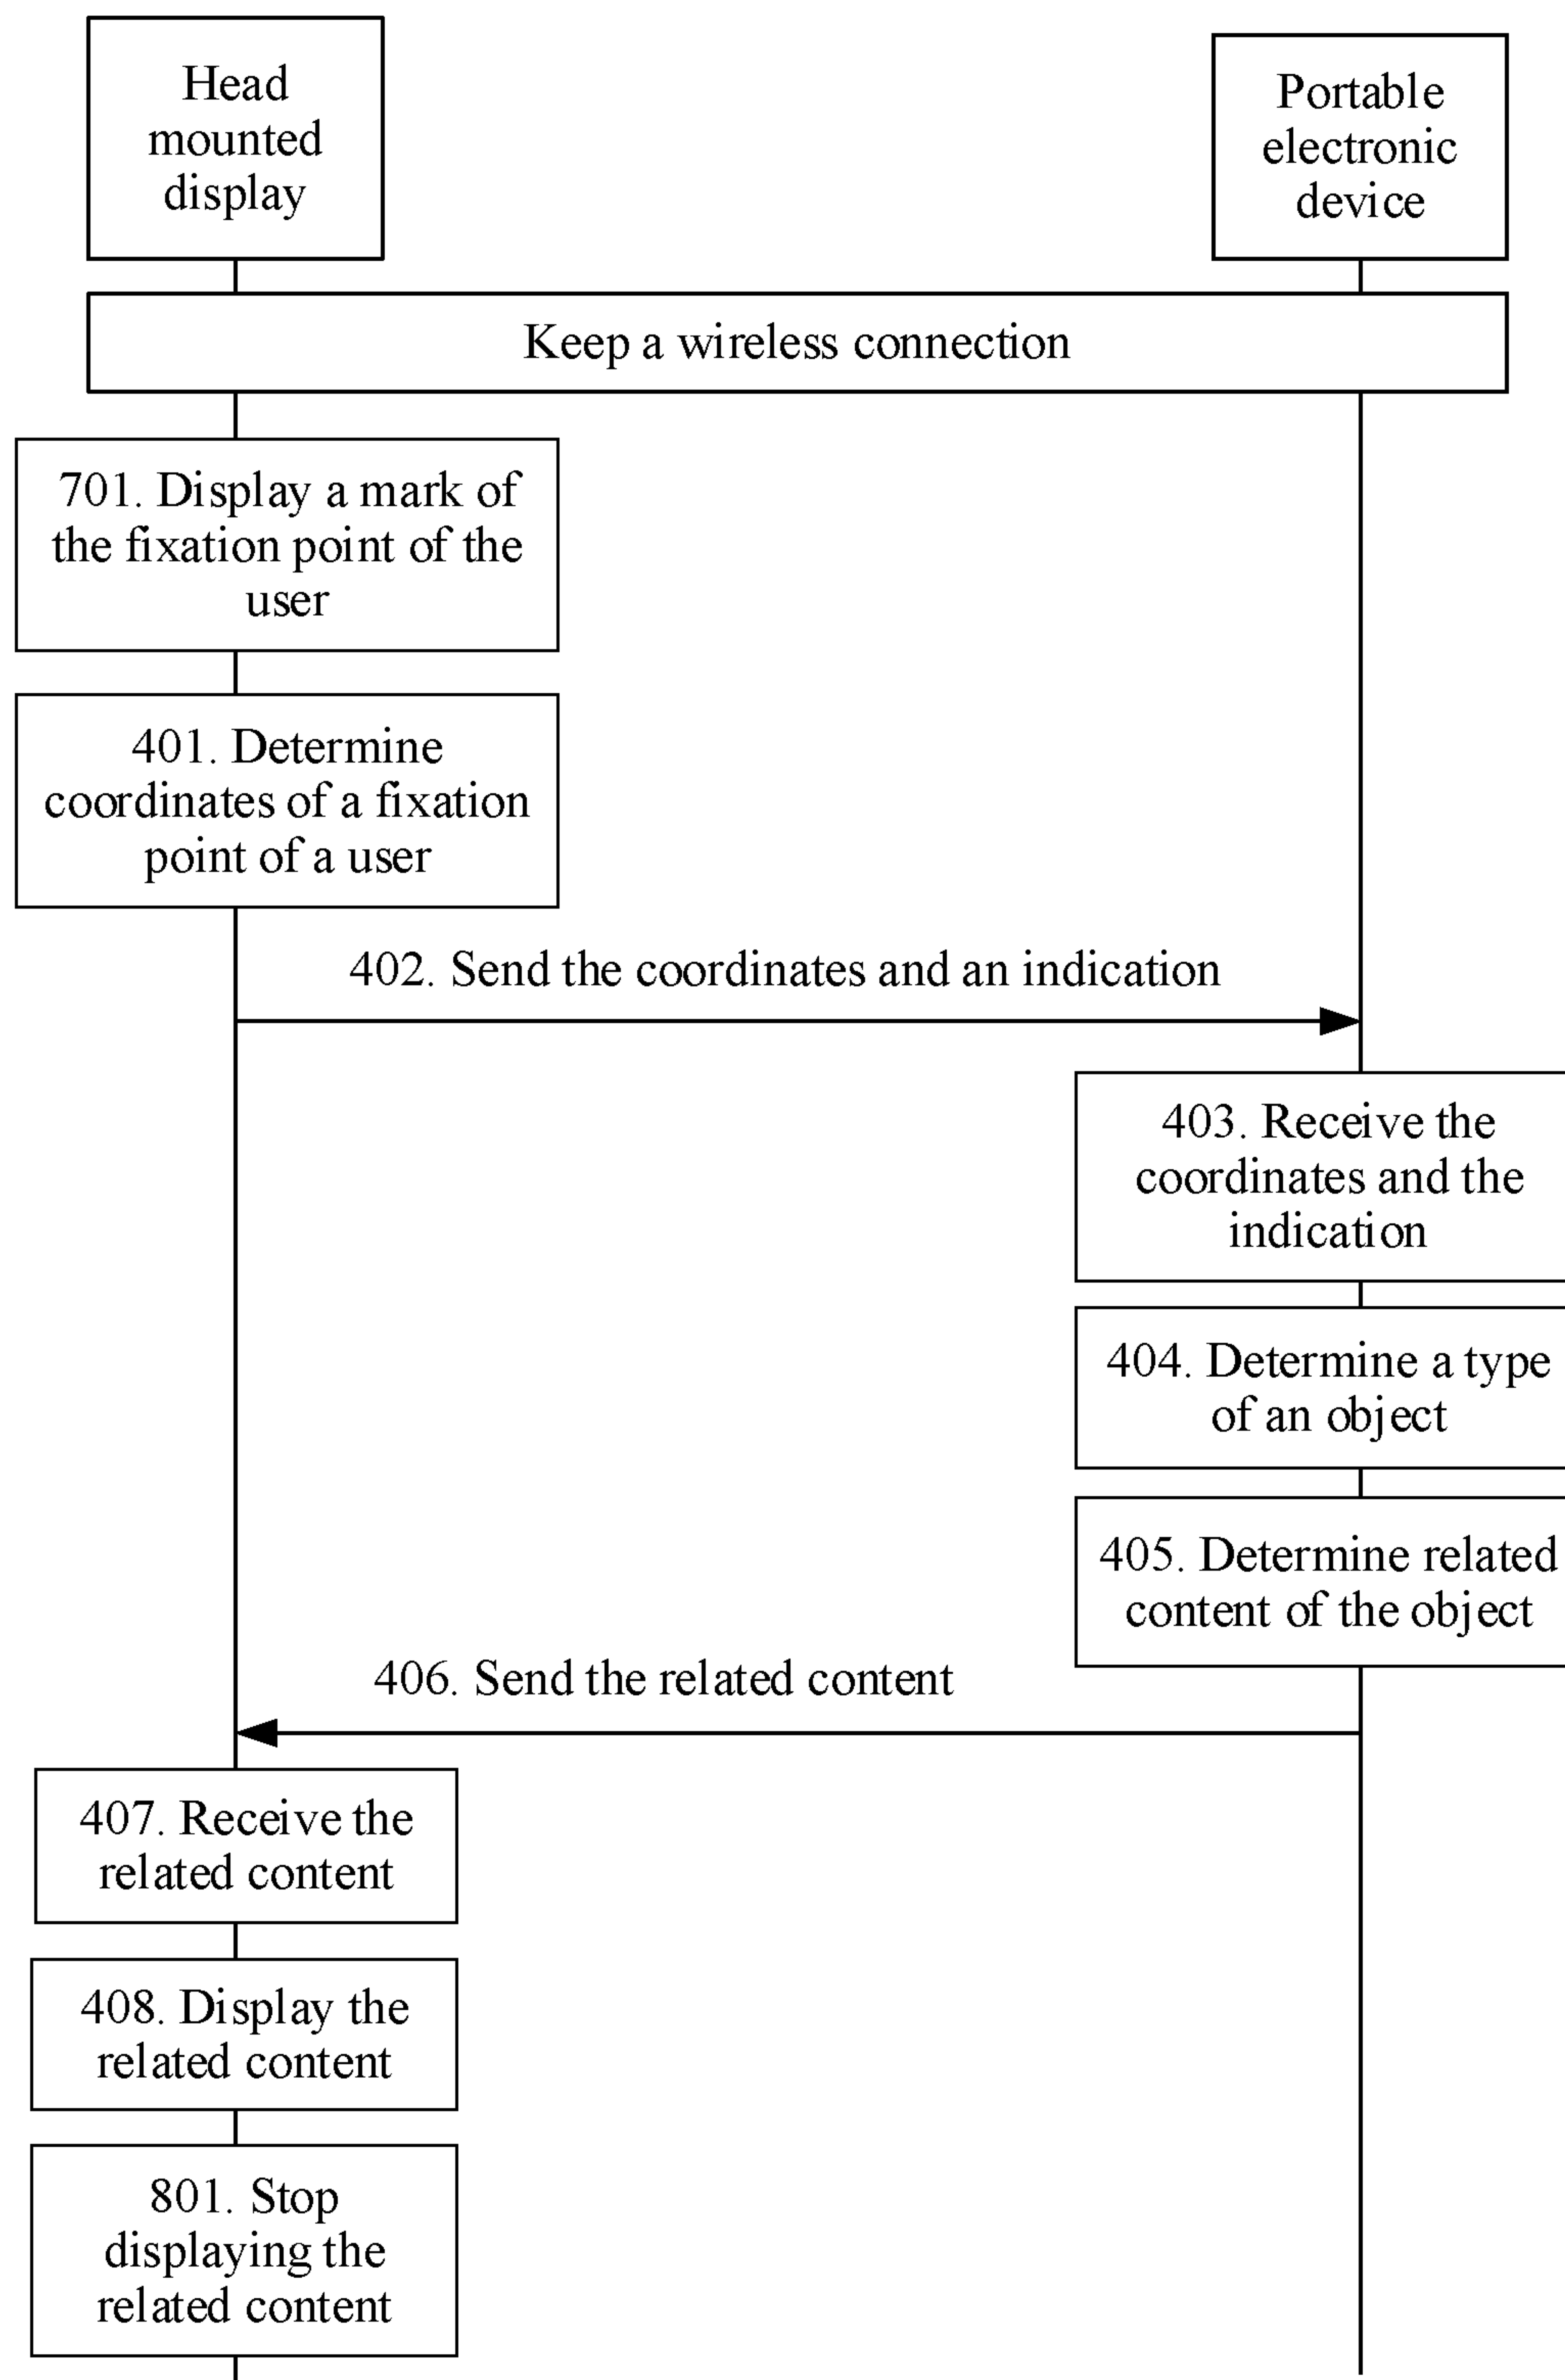 Head
mounted
display
Portable
electronic
device
Keep a wireless connection
701. Display a mark of
the fixation point of the
user
401. Determine
coordinates of a fixation
point of a user
402. Send the coordinates and an indication
403. Receive the
coordinates and the
indication
404. Determine a type
of an object
405. Determine related
content of the object
406. Send the related content
407. Receive the
related content
408. Display the
related content
801. Stop
displaying the
related content